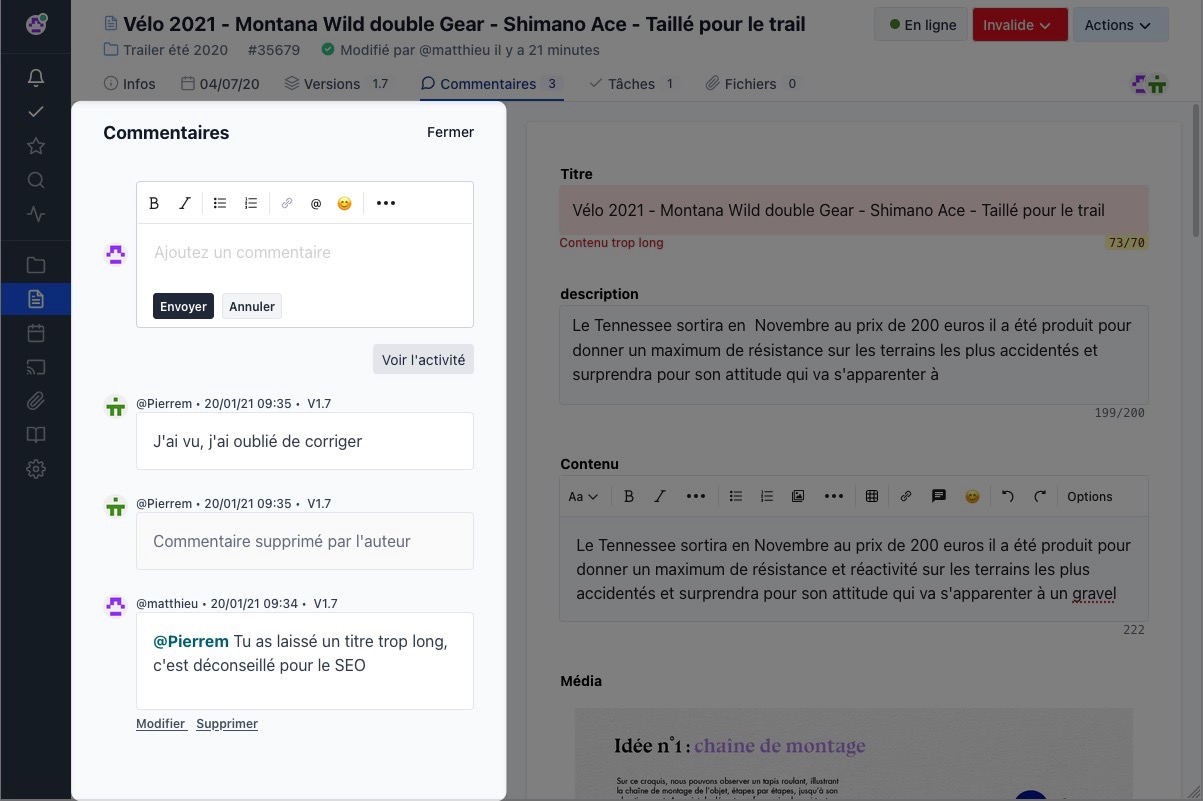 Vélo 2021 - Montana Wild double Gear - Shimano Ace - Taillé pour le trail
En ligne
Invalide
Actions
Trailer été 2020 #35679 Modifié par @matthieu il y a 21 minutes
Infos
04/07/20
Versions 1.7
Commentaires 3
Tâches 1
Fichiers 0
Commentaires
Fermer
B I @ •••
Ajoutez un commentaire
Envoyer
Annuler
Voir l'activité
@Pierrem • 20/01/21 09:35 • V1.7
J'ai vu, j'ai oublié de corriger
@Pierrem • 20/01/21 09:35 • V1.7
Commentaire supprimé par l'auteur
@matthieu • 20/01/21 09:34 • V1.7
@Pierrem Tu as laissé un titre trop long,
c'est déconseillé pour le SEO
Modifier Supprimer
Titre
Vélo 2021 - Montana Wild double Gear - Shimano Ace - Taillé pour le trail
Contenu trop long
73/70
description
Le Tennessee sortira en  Novembre au prix de 200 euros il a été produit pour
donner un maximum de résistance sur les terrains les plus accidentés et
surprendra pour son attitude qui va s'apparenter à
199/200
Contenu
Aa B I ••• ••• Options
Le Tennessee sortira en Novembre au prix de 200 euros il a été produit pour
donner un maximum de résistance et réactivité sur les terrains les plus
accidentés et surprendra pour son attitude qui va s'apparenter à un gravel
222
Média
Idée n°1 : chaine de montage
Sur ce croquis, nous pouvons observer un tapis roulant, illustrant
la chaîne de montage de l'objet, étapes par étapes, jusqu'à son